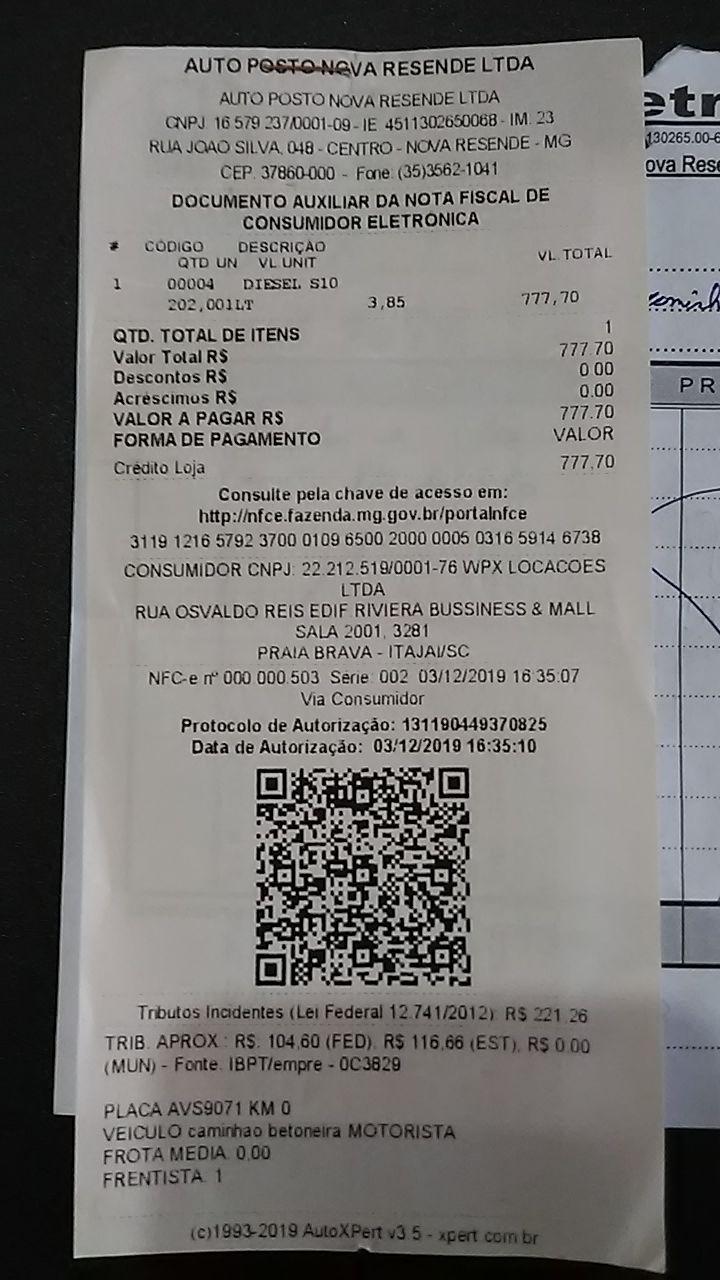 AUTO POSTO NOVA RESENDE LTDA
AUTO POSTO NOVA RESENDE LTDA
CNPJ 16.579.237/0001-09 - IE 4511302650068 - IM. 23
RUA JOAO SILVA, 048 - CENTRO - NOVA RESENDE - MG
CEP. 37860-000 - Fone: (35)3562-1041
DOCUMENTO AUXILIAR DA NOTA FISCAL DE
CONSUMIDOR ELETRONICA
# CÓDIGO DESCRIÇÃO
QTD UN VL UNIT VL. TOTAL
1 00004 DIESEL S10
202,001LT 3,85 777,70
QTD. TOTAL DE ITENS 1
Valor Total R$ 777.70
Descontos R$ 0.00
Acréscimos R$ 0.00
VALOR A PAGAR R$ 777.70
FORMA DE PAGAMENTO VALOR
Crédito Loja 777,70
Consulte pela chave de acesso em:
http://nfce.fazenda.mg.gov.br/portalnfce
3119 1216 5792 3700 0109 6500 2000 0005 0316 5914 6738
CONSUMIDOR CNPJ: 22.212.519/0001-76 WPX LOCACOES
LTDA
RUA OSVALDO REIS EDIF RIVIERA BUSSINESS & MALL
SALA 2001, 3281
PRAIA BRAVA - ITAJAI/SC
NFC-e nº 000.000.503 Série: 002 03/12/2019 16:35:07
Via Consumidor
Protocolo de Autorização: 131190449370825
Data de Autorização: 03/12/2019 16:35:10
Tributos Incidentes (Lei Federal 12.741/2012): R$ 221.26
TRIB. APROX.: R$: 104,60 (FED), R$ 116,66 (EST), R$ 0.00
(MUN) - Fonte: IBPT/empre - 0C3829
PLACA AVS9071 KM 0
VEICULO caminhao betoneira MOTORISTA
FROTA MEDIA: 0,00
FRENTISTA: 1
(c)1993-2019 AutoXPert v3.5 - xpert.com.br
etr
130265.00-6
ova Rese
PR